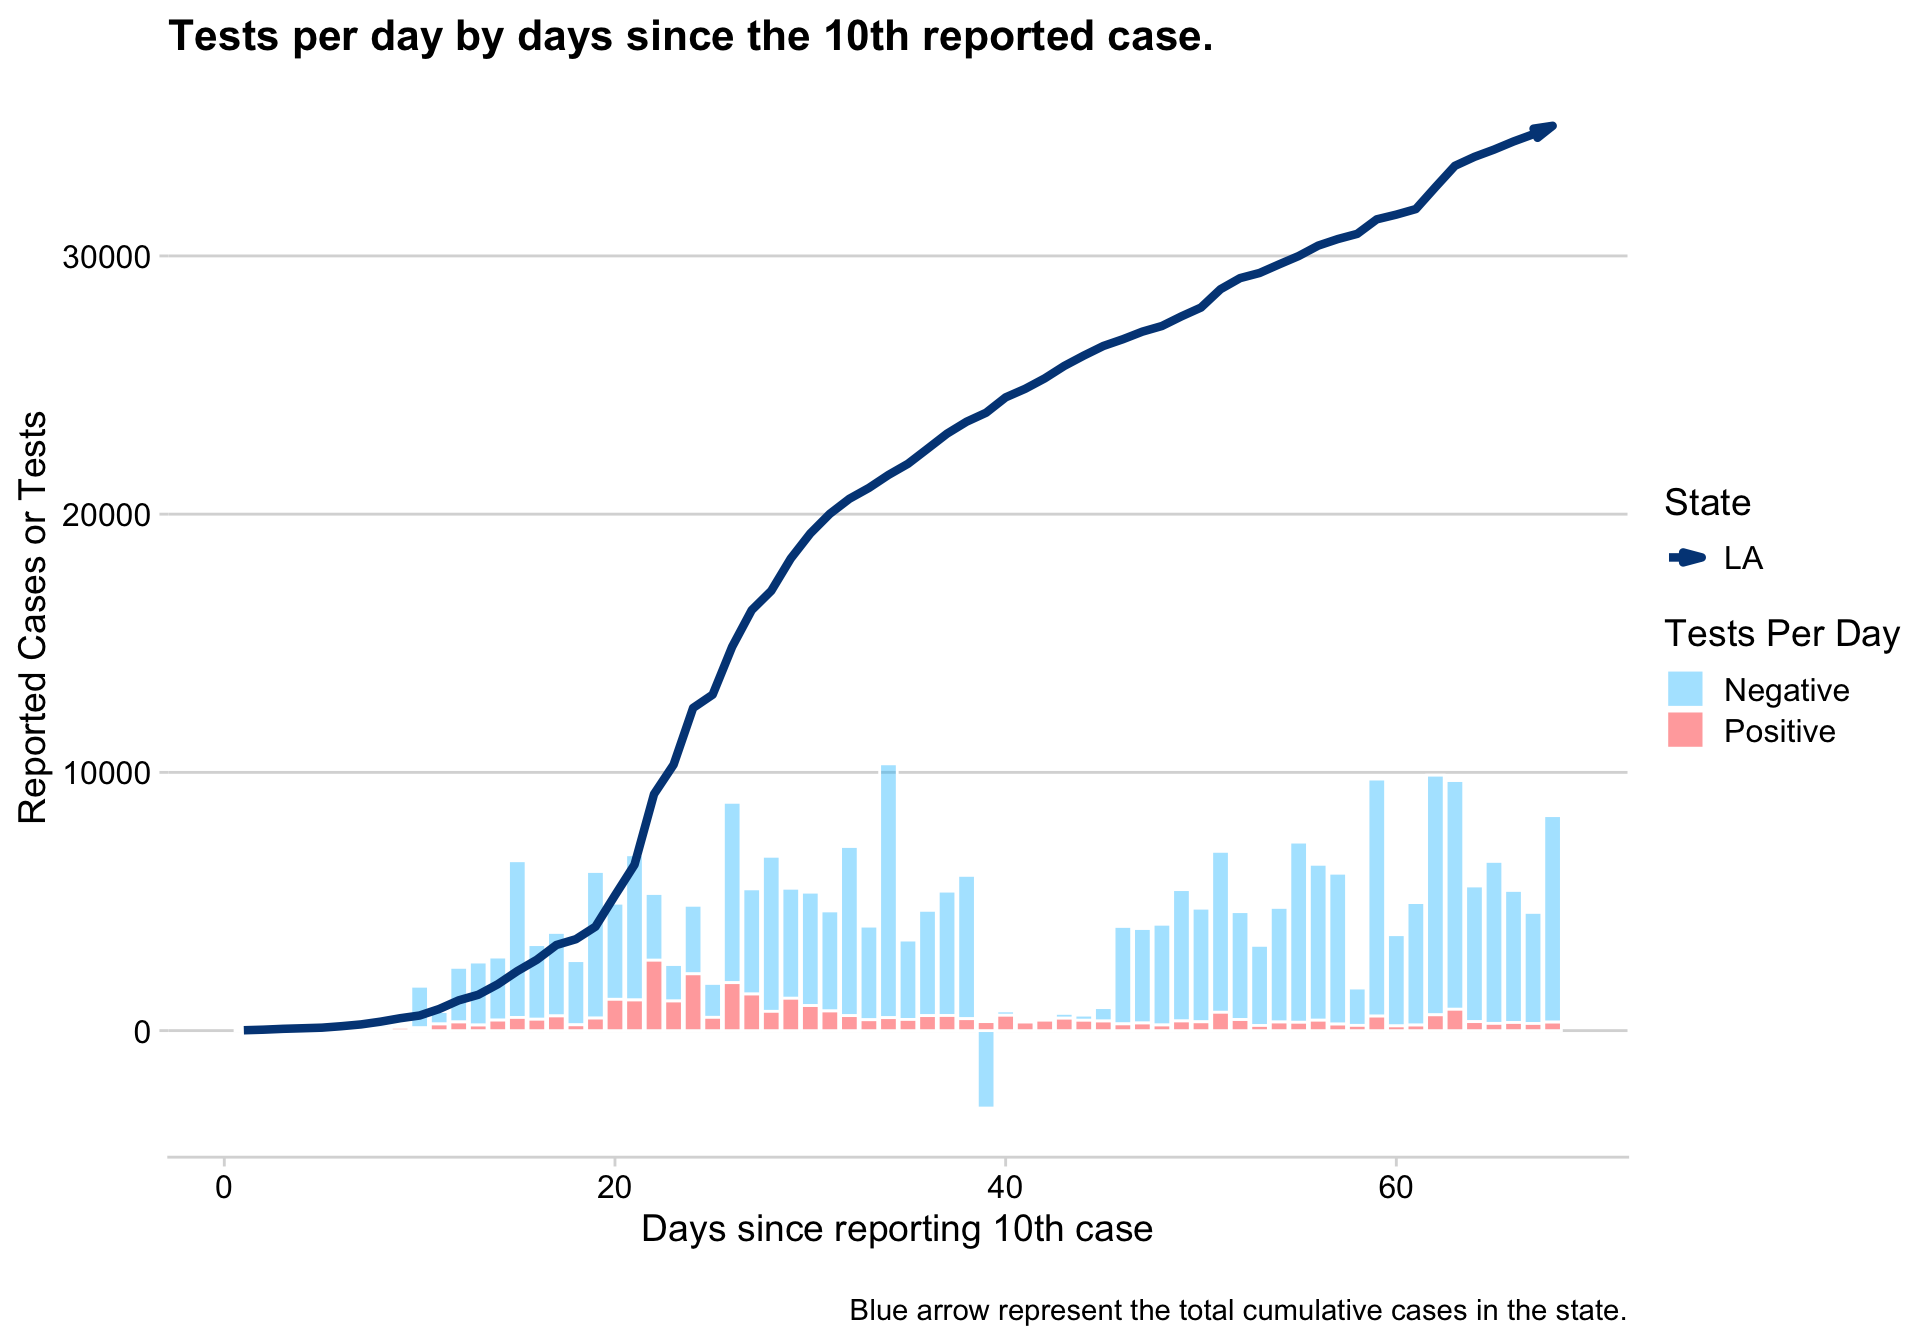 Tests per day by days since the 10th reported case.
Reported Cases or Tests
30000
20000
10000
0
0 20 40 60
Days since reporting 10th case
State
LA
Tests Per Day
Negative
Positive
Blue arrow represent the total cumulative cases in the state.